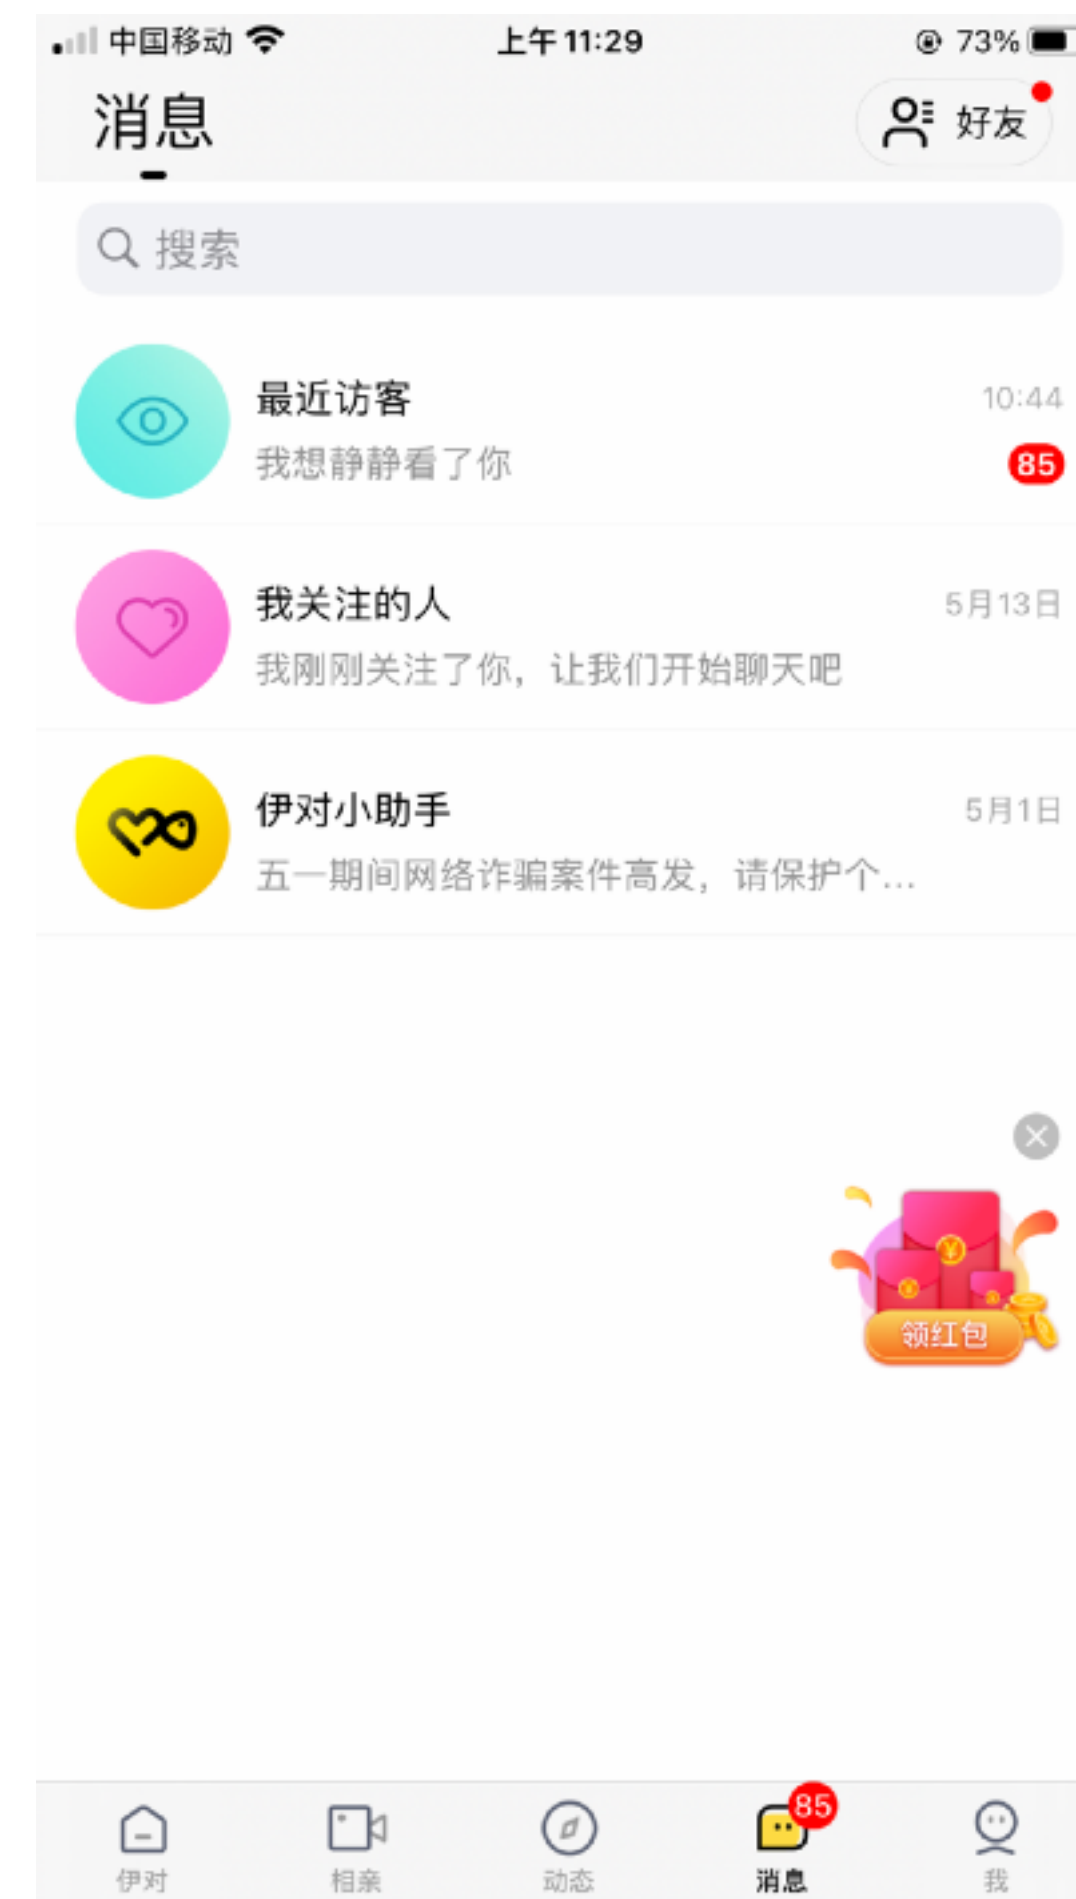 中国移动 上午11:29 73%
消息 好友
搜索
最近访客 10:44
我想静静看了你 85
我关注的人 5月13日
我刚刚关注了你，让我们开始聊天吧
伊对小助手 5月1日
五一期间网络诈骗案件高发，请保护个...
领红包
85
伊对 相亲 动态 消息 我